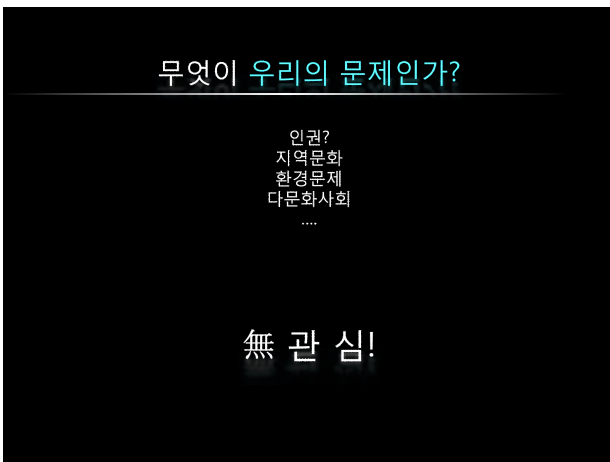 무엇이 우리의 문제인가?
인권?
지역문화
환경문제
다문화사회
....
無 관 심!